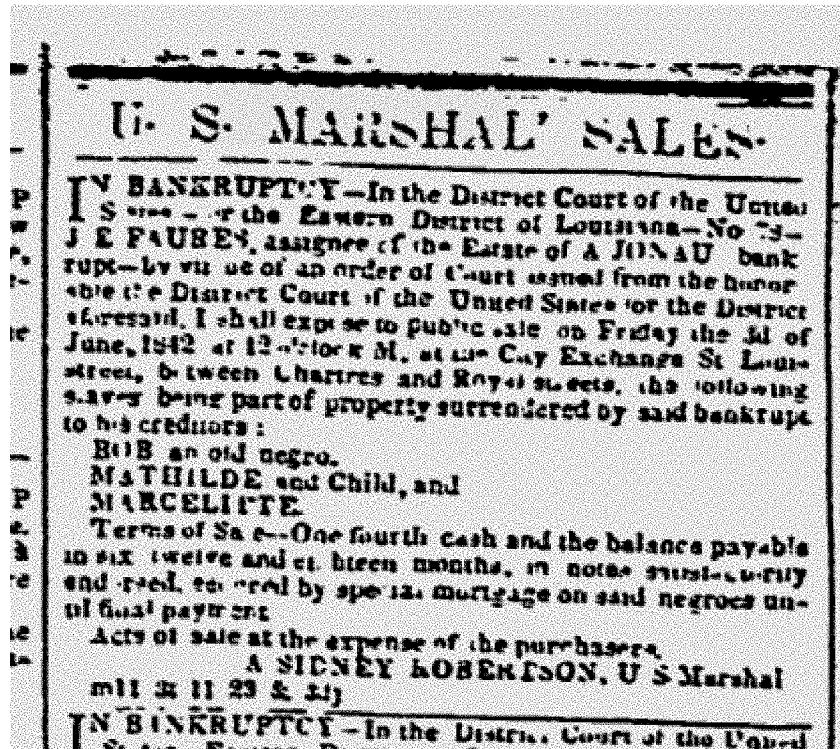 U. S. MARSHAL' SALES.
IN BANKRUPTCY—In the District Court of the United
States for the Eastern District of Louisiana—No
J E FAURES, assignee of the Estate of A JONAU bank
rupt—by virtue of an order of Court issued from the honor
able the District Court of the United States for the District
aforesaid, I shall expose to public sale on Friday the 3d of
June, 1842 at 12 o'clock M. at the City Exchange St Louis
street, between Chartres and Royal streets, the following
slaves being part of property surrendered by said bankrupt
to his creditors:
BOB an old negro.
MATHILDE and Child, and
MARCELITTE.
Terms of Sale—One fourth cash and the balance payable
in six twelve and eighteen months, in notes
endorsed, secured by special mortgage on said negroes un-
til final payment
Acts of sale at the expense of the purchasers.
A SIDNEY ROBERTSON, U S Marshal
m11
IN BANKRUPTCY—In the District Court of the United